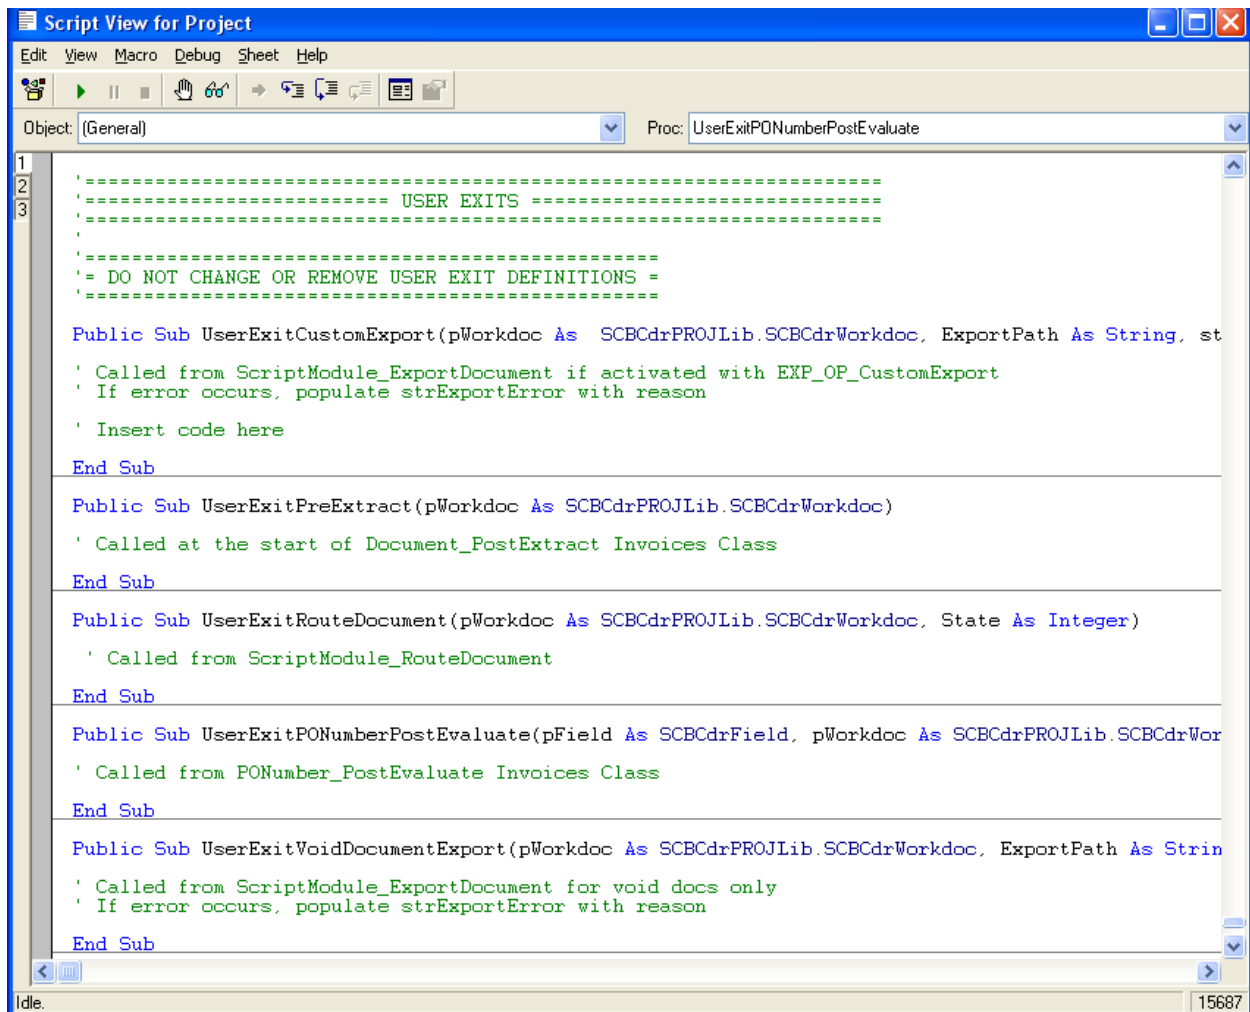 Script View for Project
Edit View Macro Debug Sheet Help
Object: (General) Proc: UserExitPONumberPostEvaluate
1
2
3
'====================================================================
'========================== USER EXITS ==============================
'====================================================================
'
'=================================================
'= DO NOT CHANGE OR REMOVE USER EXIT DEFINITIONS =
'=================================================
Public Sub UserExitCustomExport(pWorkdoc As  SCBCdrPROJLib.SCBCdrWorkdoc, ExportPath As String, st
' Called from ScriptModule_ExportDocument if activated with EXP_OP_CustomExport
' If error occurs, populate strExportError with reason
' Insert code here
End Sub
Public Sub UserExitPreExtract(pWorkdoc As SCBCdrPROJLib.SCBCdrWorkdoc)
' Called at the start of Document_PostExtract Invoices Class
End Sub
Public Sub UserExitRouteDocument(pWorkdoc As SCBCdrPROJLib.SCBCdrWorkdoc, State As Integer)
' Called from ScriptModule_RouteDocument
End Sub
Public Sub UserExitPONumberPostEvaluate(pField As SCBCdrField, pWorkdoc As SCBCdrPROJLib.SCBCdrWor
' Called from PONumber_PostEvaluate Invoices Class
End Sub
Public Sub UserExitVoidDocumentExport(pWorkdoc As SCBCdrPROJLib.SCBCdrWorkdoc, ExportPath As Strin
' Called from ScriptModule_ExportDocument for void docs only
' If error occurs, populate strExportError with reason
End Sub
Idle. 15687